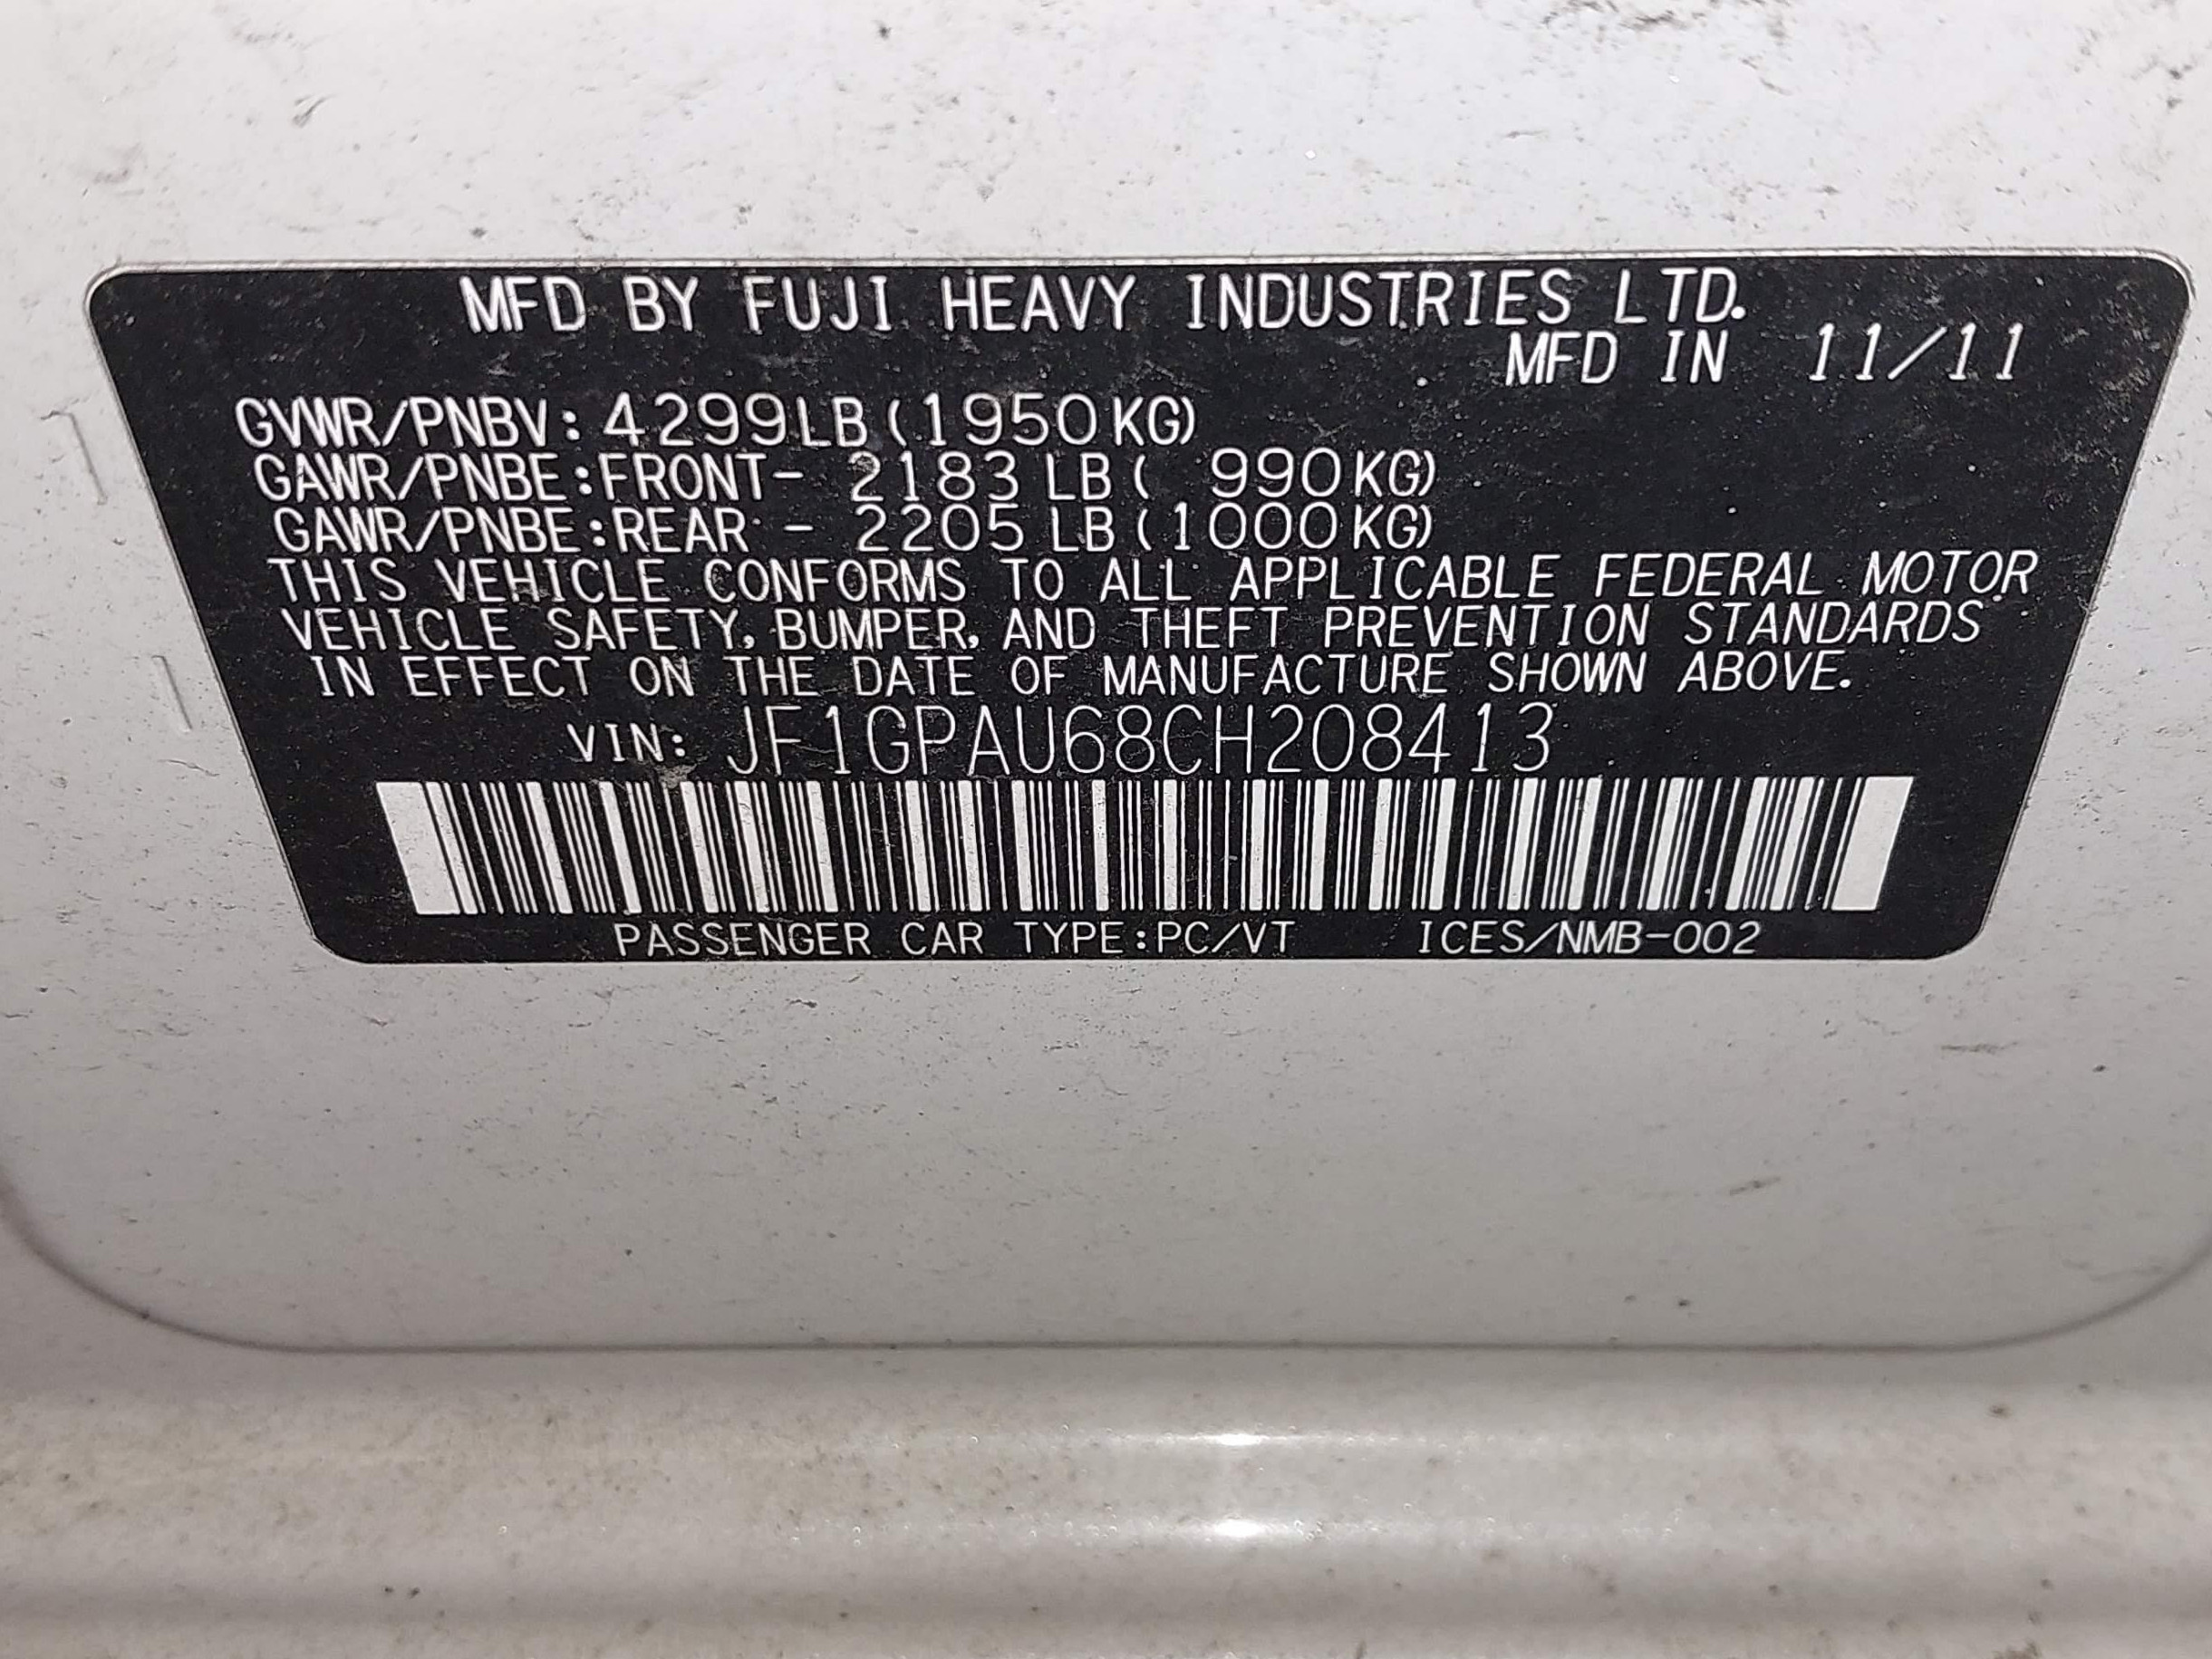 MFD BY FUJI HEAVY INDUSTRIES LTD.
MFD IN 11/11
GVWR/PNBV: 4299LB (1950KG)
GAWR/PNBE:FRONT- 2183 LB ( 990KG)
GAWR/PNBE:REAR - 2205 LB (1000KG)
THIS VEHICLE CONFORMS TO ALL APPLICABLE FEDERAL MOTOR
VEHICLE SAFETY, BUMPER, AND THEFT PREVENTION STANDARDS
IN EFFECT ON THE DATE OF MANUFACTURE SHOWN ABOVE.
VIN: JF1GPAU68CH208413
PASSENGER CAR TYPE:PC/VT ICES/NMB-002